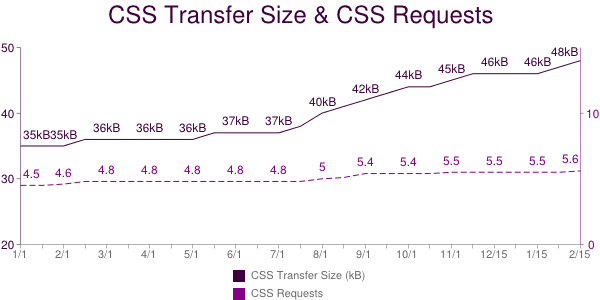 CSS Transfer Size & CSS Requests
50
40
30
20
10
0
35kB 35kB 36kB 36kB 36kB 37kB 37kB 40kB 42kB 44kB 45kB 46kB 46kB 48kB
4.5 4.6 4.8 4.8 4.8 4.8 4.8 5 5.4 5.4 5.5 5.5 5.5 5.6
1/1 2/1 3/1 4/1 5/1 6/1 7/1 8/1 9/1 10/1 11/1 12/15 1/15 2/15
CSS Transfer Size (kB)
CSS Requests